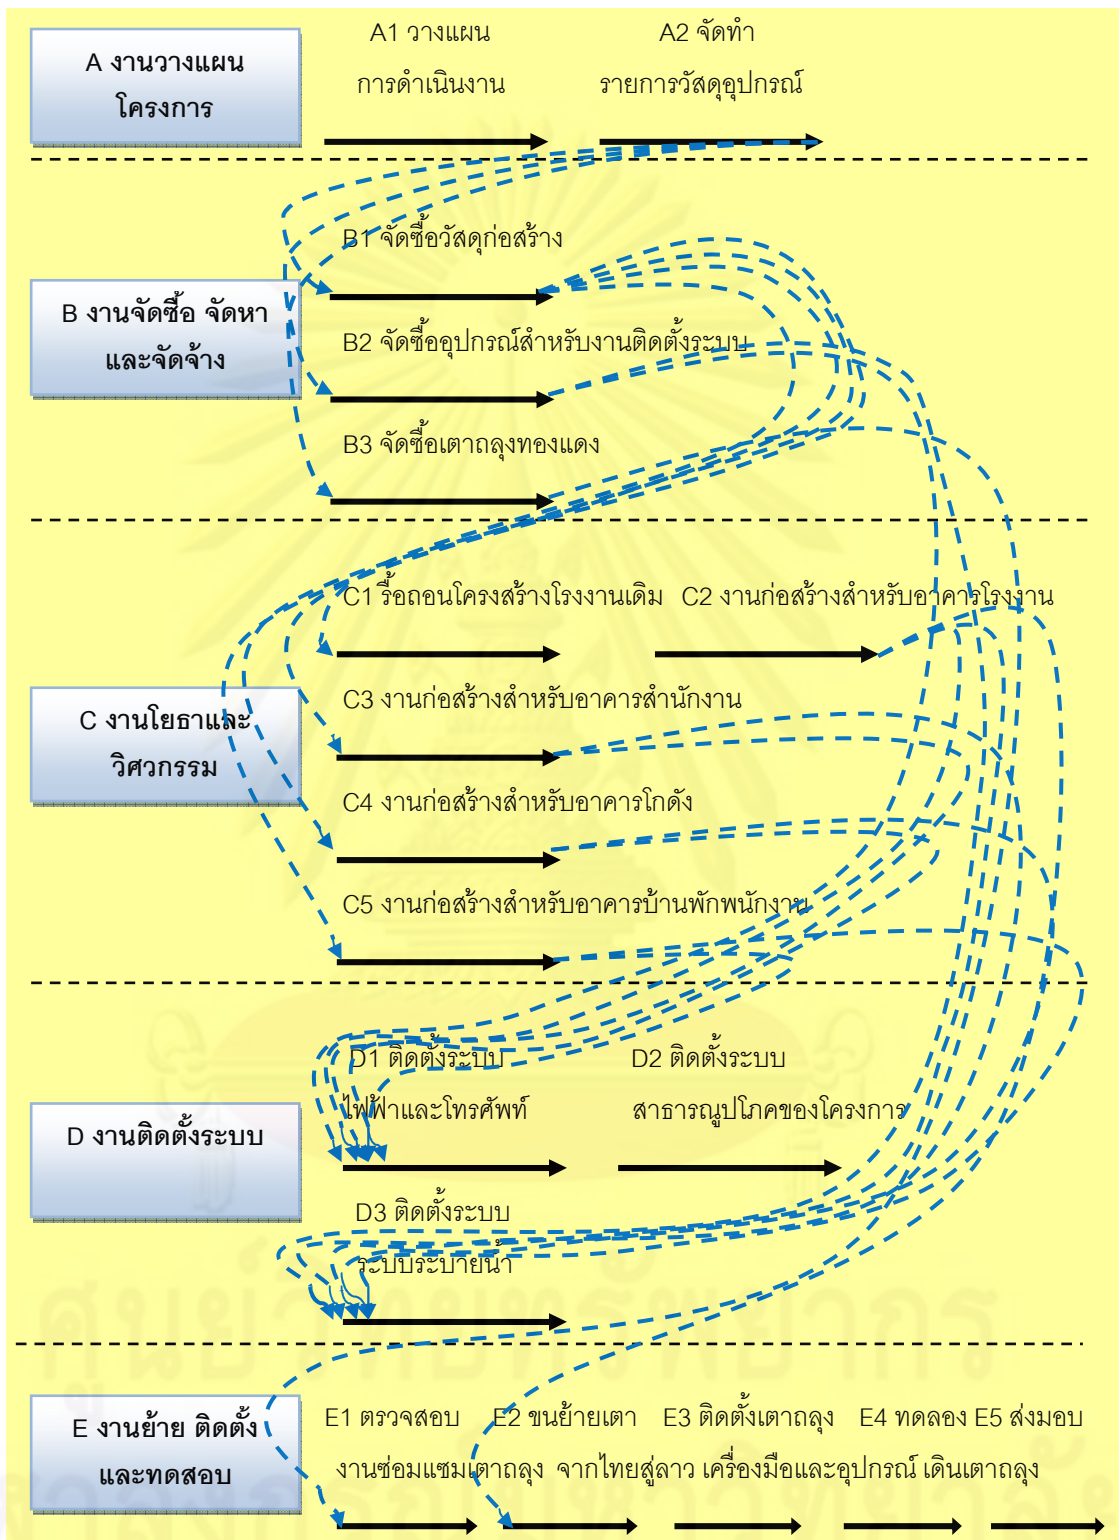 A1 วางแผน
การดำเนินงาน
A2 จัดทำ
รายการวัสดุอุปกรณ์
A งานวางแผน
โครงการ
B1 จัดซื้อวัสดุก่อสร้าง
B งานจัดซื้อ จัดหา
และจัดจ้าง
B2 จัดซื้ออุปกรณ์สำหรับงานติดตั้งระบบ
B3 จัดซื้อเตาถลุงทองแดง
C1 รื้อถอนโครงสร้างโรงงานเดิม
C2 งานก่อสร้างสำหรับอาคารโรงงาน
C3 งานก่อสร้างสำหรับอาคารสำนักงาน
C งานโยธาและ
วิศวกรรม
C4 งานก่อสร้างสำหรับอาคารโกดัง
C5 งานก่อสร้างสำหรับอาคารบ้านพักพนักงาน
D1 ติดตั้งระบบ
ไฟฟ้าและโทรศัพท์
D2 ติดตั้งระบบ
สาธารณูปโภคของโครงการ
D งานติดตั้งระบบ
D3 ติดตั้งระบบ
ระบบระบายน้ำ
ศูนย์วิทยทรัพยากร
E งานย้าย ติดตั้ง
และทดสอบ
E1 ตรวจสอบ E2 ขนย้ายเตา E3 ติดตั้งเตาถลุง E4 ทดลอง E5 ส่งมอบ
งานซ่อมแซมเตาถลุง จากไทยสู่ลาว เครื่องมือและอุปกรณ์ เดินเตาถลุง